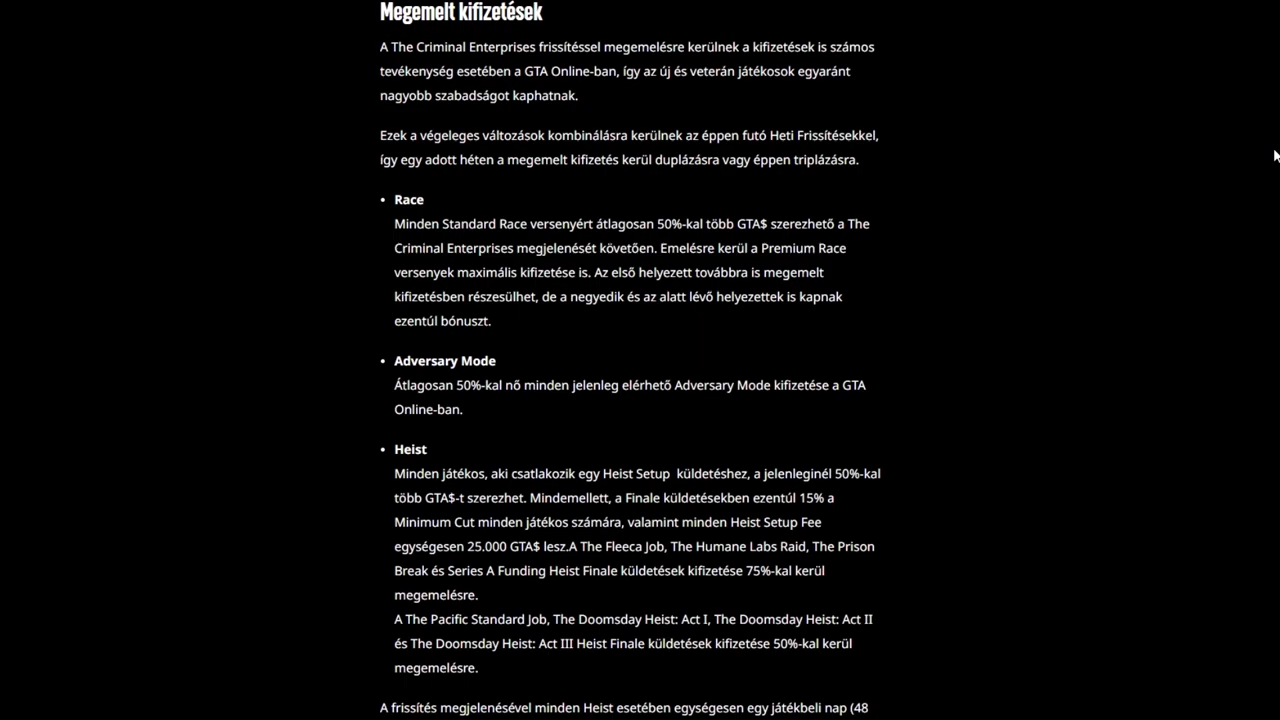 Megemelt kifizetések
A The Criminal Enterprises frissítéssel megemelésre kerülnek a kifizetések is számos
tevékenység esetében a GTA Online-ban, így az új és veterán játékosok egyaránt
nagyobb szabadságot kaphatnak.
Ezek a végeleges változások kombinálásra kerülnek az éppen futó Heti Frissítésekkel,
így egy adott héten a megemelt kifizetés kerül duplázásra vagy éppen triplázásra.
• Race
Minden Standard Race versenyért átlagosan 50%-kal több GTA$ szerezhető a The
Criminal Enterprises megjelenését követően. Emelésre kerül a Premium Race
versenyek maximális kifizetése is. Az első helyezett továbbra is megemelt
kifizetésben részesülhet, de a negyedik és az alatt lévő helyezettek is kapnak
ezentúl bónuszt.
• Adversary Mode
Átlagosan 50%-kal nő minden jelenleg elérhető Adversary Mode kifizetése a GTA
Online-ban.
• Heist
Minden játékos, aki csatlakozik egy Heist Setup  küldetéshez, a jelenleginél 50%-kal
több GTA$-t szerezhet. Mindemellett, a Finale küldetésekben ezentúl 15% a
Minimum Cut minden játékos számára, valamint minden Heist Setup Fee
egységesen 25.000 GTA$ lesz.A The Fleeca Job, The Humane Labs Raid, The Prison
Break és Series A Funding Heist Finale küldetések kifizetése 75%-kal kerül
megemelésre.
A The Pacific Standard Job, The Doomsday Heist: Act I, The Doomsday Heist: Act II
és The Doomsday Heist: Act III Heist Finale küldetések kifizetése 50%-kal kerül
megemelésre.
A frissítés megjelenésével minden Heist esetében egységesen egy játékbeli nap (48